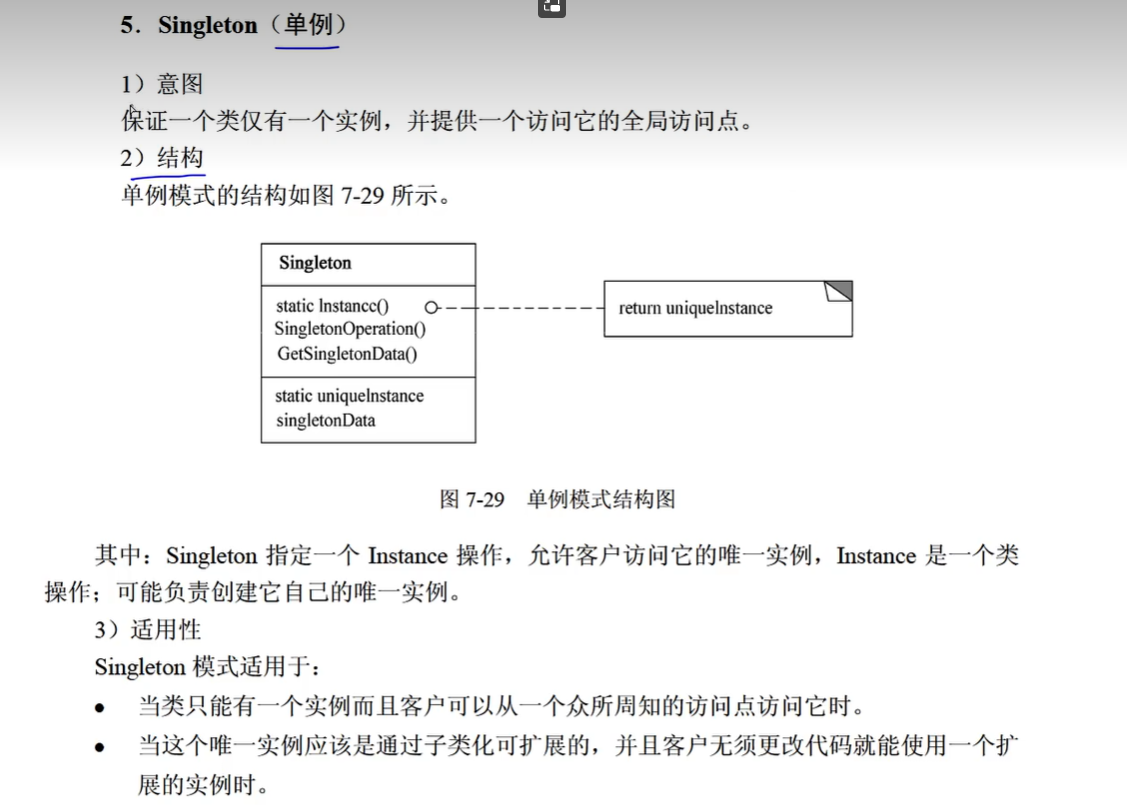 5．Singleton（单例）
1）意图
保证一个类仅有一个实例，并提供一个访问它的全局访问点。
2）结构
单例模式的结构如图 7-29 所示。
Singleton
static Instance()
SingletonOperation()
GetSingletonData()
return uniqueInstance
static uniqueInstance
singletonData
图 7-29　单例模式结构图
其中：Singleton 指定一个 Instance 操作，允许客户访问它的唯一实例，Instance 是一个类
操作；可能负责创建它自己的唯一实例。
3）适用性
Singleton 模式适用于：
● 当类只能有一个实例而且客户可以从一个众所周知的访问点访问它时。
● 当这个唯一实例应该是通过子类化可扩展的，并且客户无须更改代码就能使用一个扩
展的实例时。